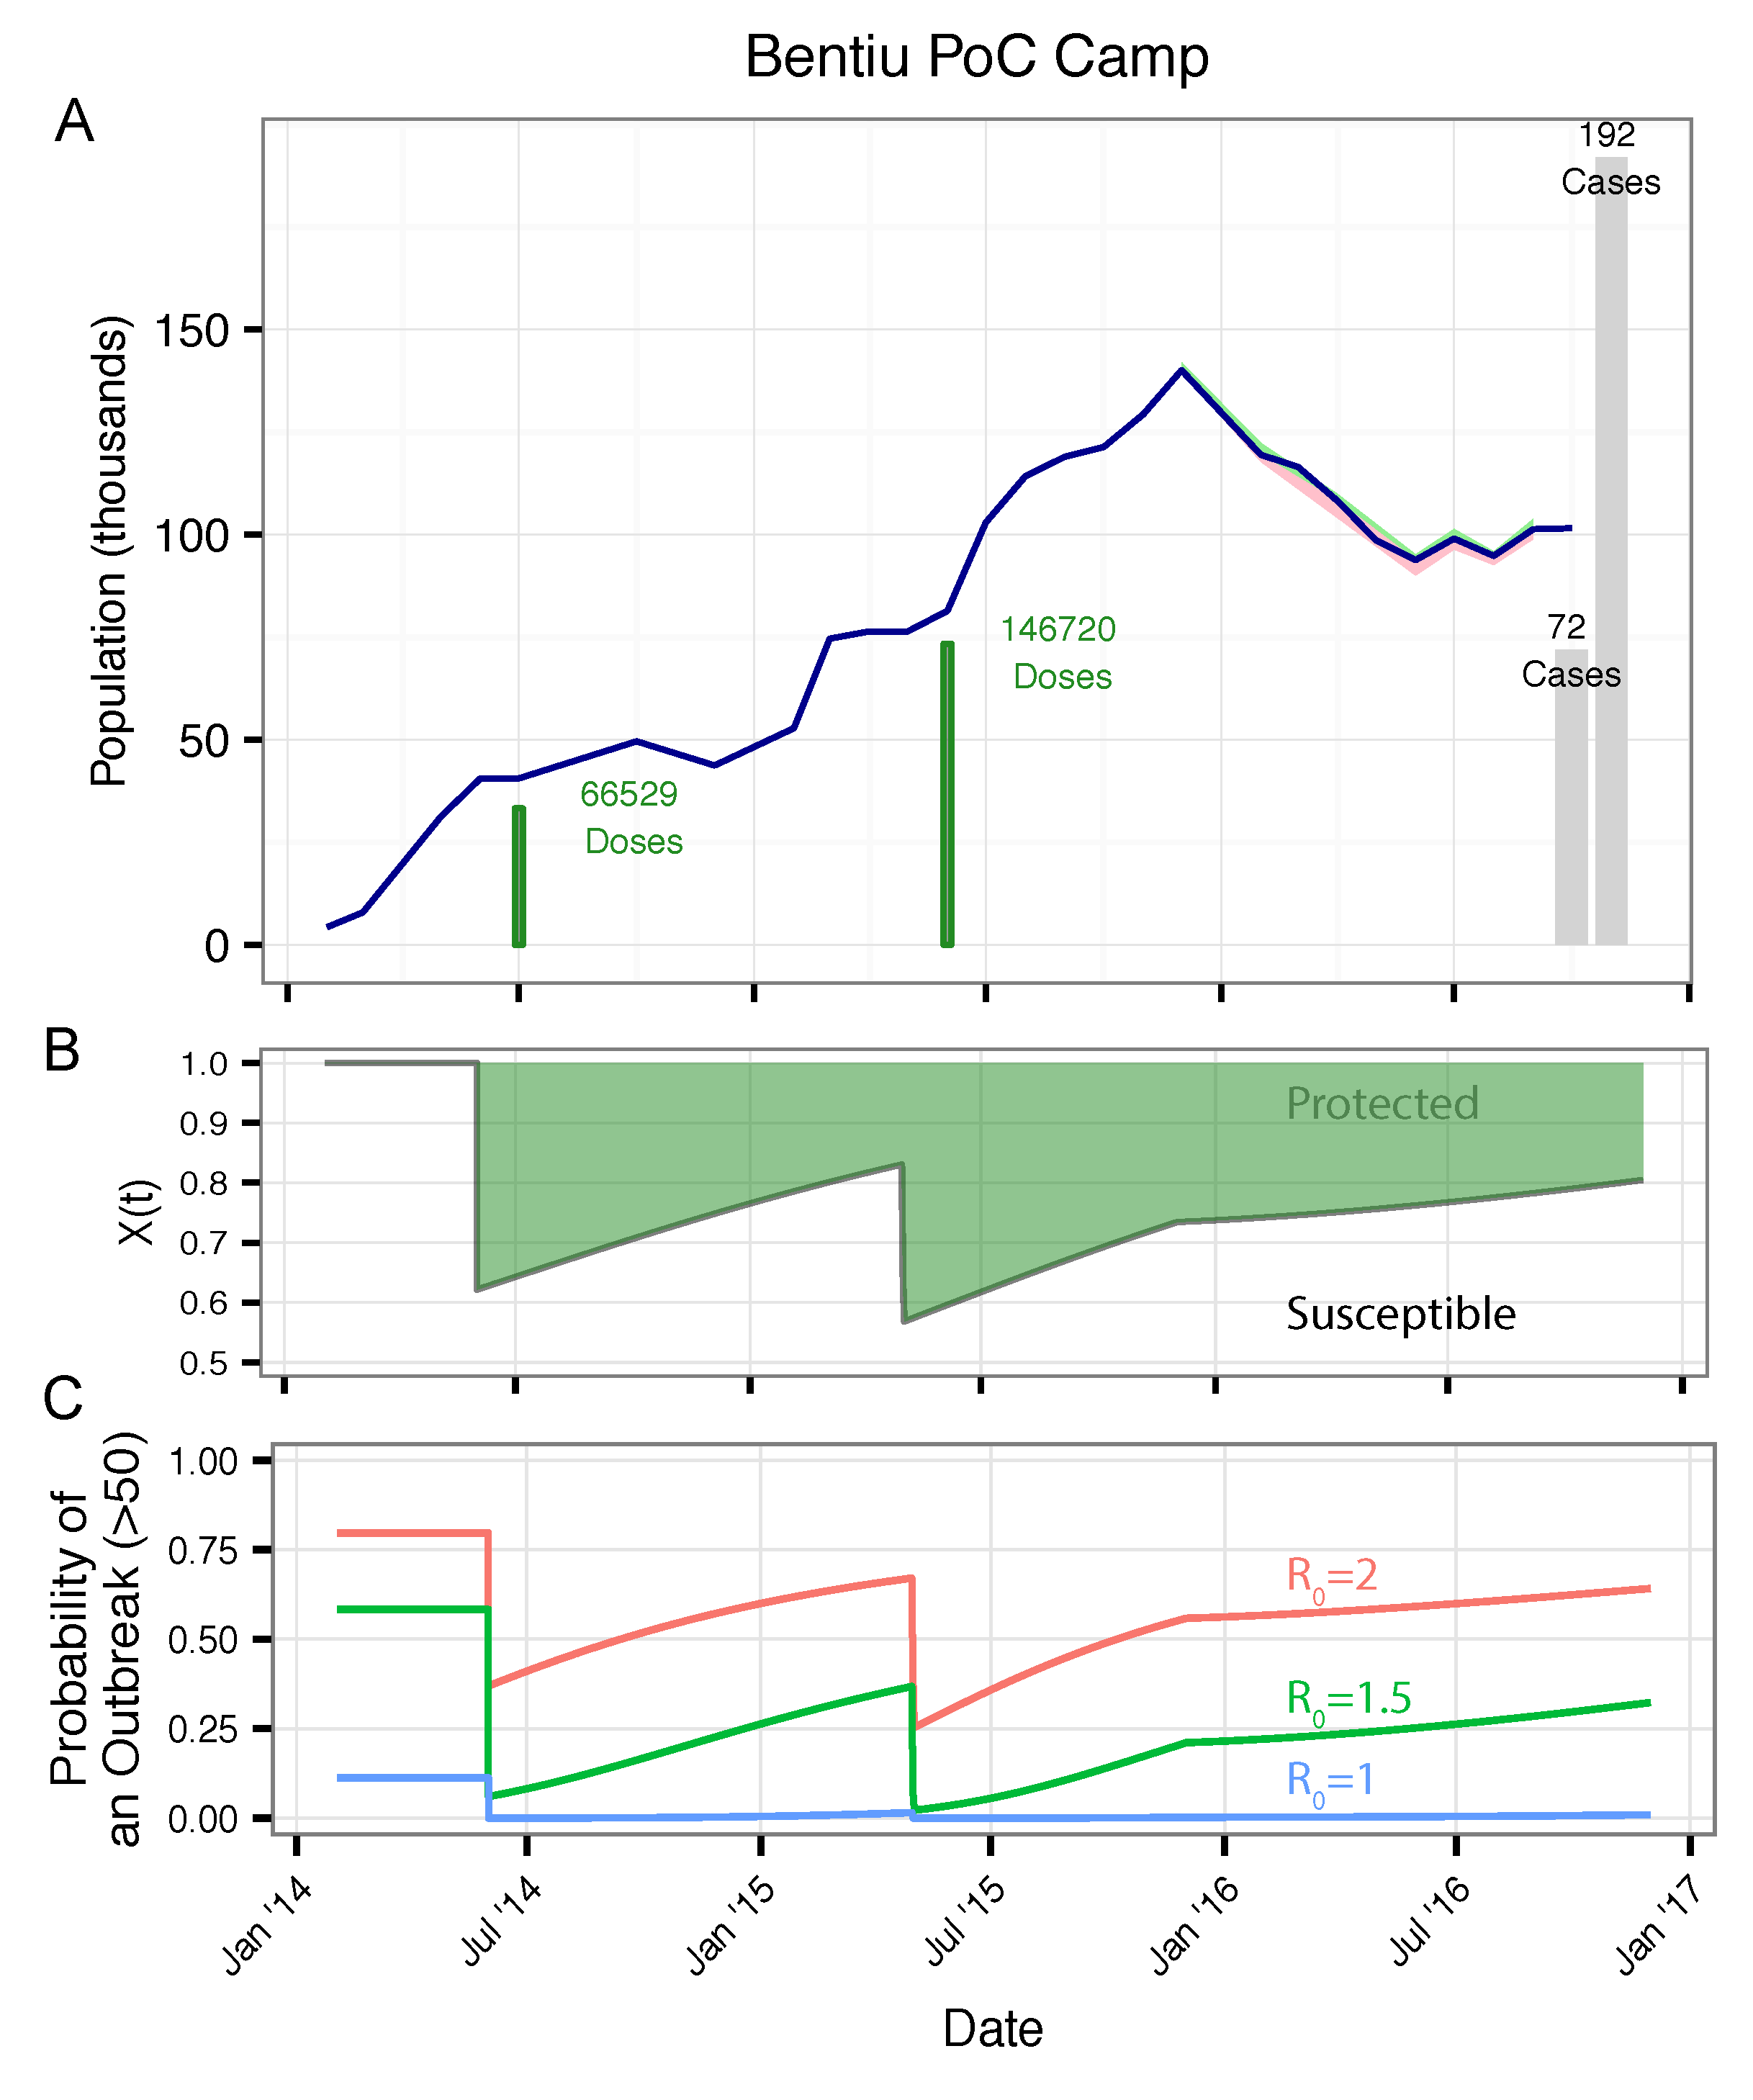 Bentiu PoC Camp
A
192
Cases
150
Population (thousands)
146720
Doses
72
Cases
100
66529
Doses
50
0
B
1.0
0.9
0.8
0.7
0.6
0.5
X(t)
Protected
Susceptible
C
Probability of
an Outbreak (>50)
1.00
0.75
0.50
0.25
0.00
R0=2
R0=1.5
R0=1
Jan '14
Jul '14
Jan '15
Jul '15
Jan '16
Jul '16
Jan '17
Date